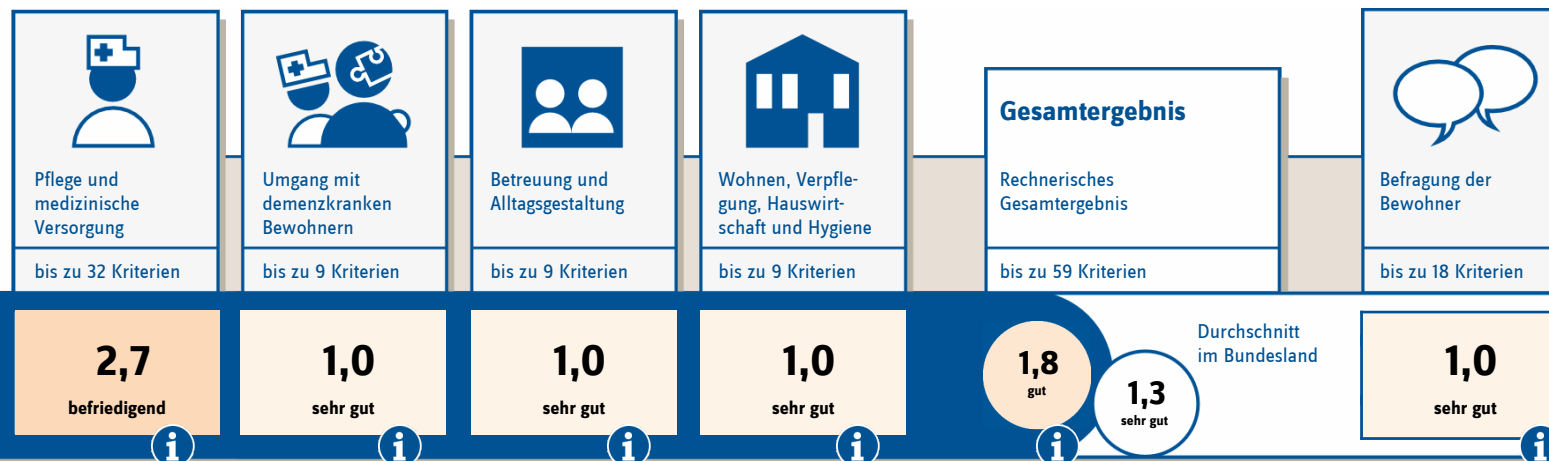 Pflege und
medizinische
Versorgung
bis zu 32 Kriterien
2,7
befriedigend
Umgang mit
demenzkranken
Bewohnern
bis zu 9 Kriterien
1,0
sehr gut
Betreuung und
Alltagsgestaltung
bis zu 9 Kriterien
1,0
sehr gut
Wohnen, Verpfle-
gung, Hauswirt-
schaft und Hygiene
bis zu 9 Kriterien
1,0
sehr gut
Gesamtergebnis
Rechnerisches
Gesamtergebnis
bis zu 59 Kriterien
1,8
gut
Durchschnitt
im Bundesland
1,3
sehr gut
Befragung der
Bewohner
bis zu 18 Kriterien
1,0
sehr gut